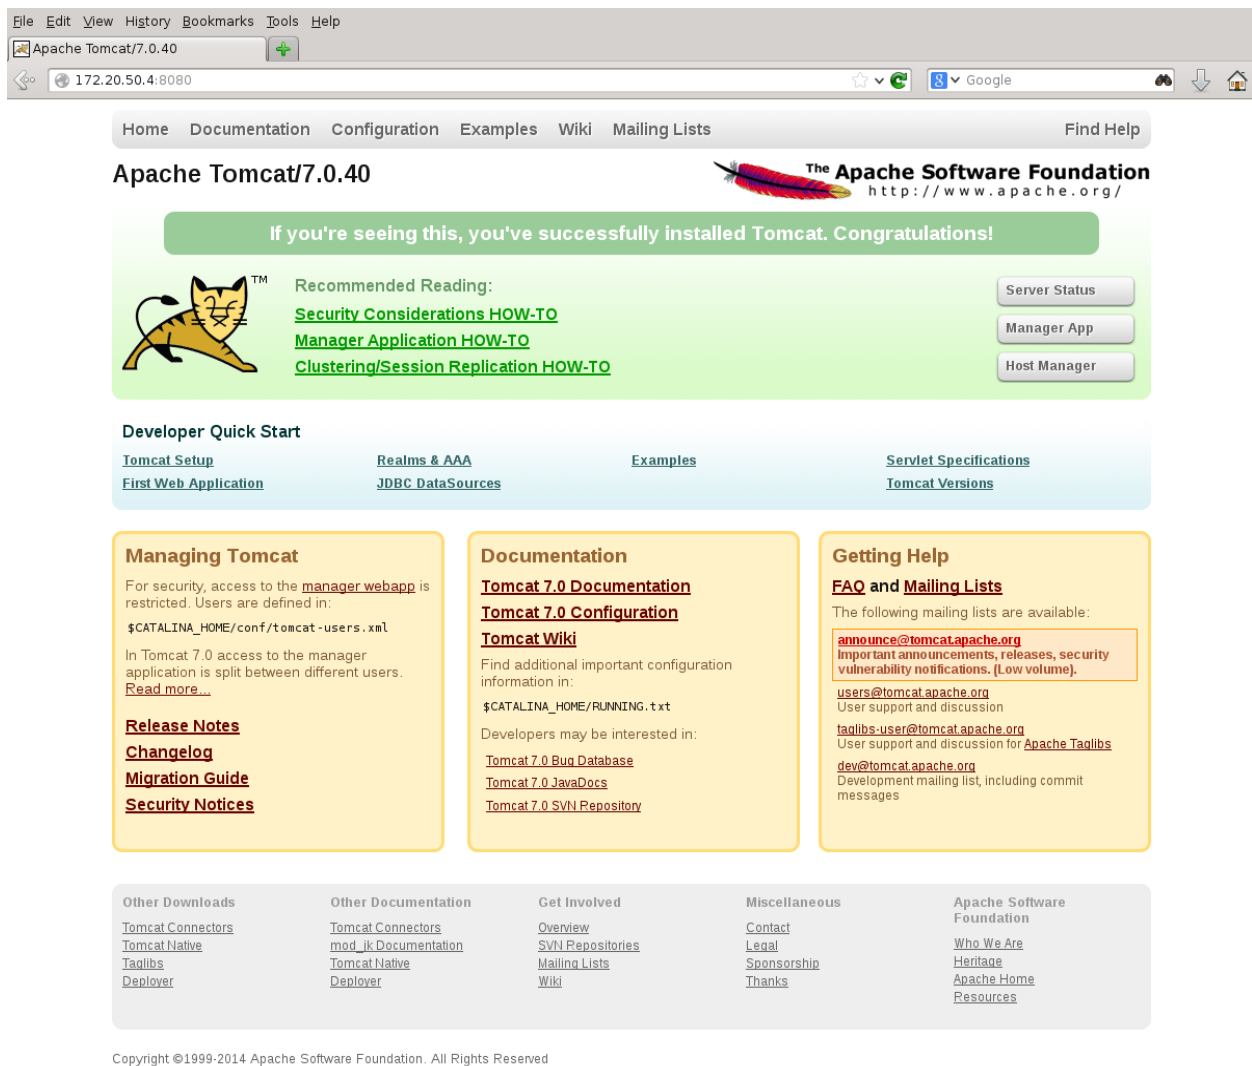 File Edit View History Bookmarks Tools Help
Apache Tomcat/7.0.40
172.20.50.4:8080
8 Google
Home Documentation Configuration Examples Wiki Mailing Lists Find Help
Apache Tomcat/7.0.40
The Apache Software Foundation
http://www.apache.org/
If you're seeing this, you've successfully installed Tomcat. Congratulations!
TM
Recommended Reading:
Security Considerations HOW-TO
Manager Application HOW-TO
Clustering/Session Replication HOW-TO
Server Status
Manager App
Host Manager
Developer Quick Start
Tomcat Setup Realms & AAA Examples Servlet Specifications
First Web Application JDBC DataSources Tomcat Versions
Managing Tomcat
For security, access to the manager webapp is
restricted. Users are defined in:
$CATALINA_HOME/conf/tomcat-users.xml
In Tomcat 7.0 access to the manager
application is split between different users.
Read more...
Release Notes
Changelog
Migration Guide
Security Notices
Documentation
Tomcat 7.0 Documentation
Tomcat 7.0 Configuration
Tomcat Wiki
Find additional important configuration
information in:
$CATALINA_HOME/RUNNING.txt
Developers may be interested in:
Tomcat 7.0 Bug Database
Tomcat 7.0 JavaDocs
Tomcat 7.0 SVN Repository
Getting Help
FAQ and Mailing Lists
The following mailing lists are available:
announce@tomcat.apache.org
Important announcements, releases, security
vulnerability notifications. (Low volume).
users@tomcat.apache.org
User support and discussion
taglibs-user@tomcat.apache.org
User support and discussion for Apache Taglibs
dev@tomcat.apache.org
Development mailing list, including commit
messages
Other Downloads
Tomcat Connectors
Tomcat Native
Taglibs
Deployer
Other Documentation
Tomcat Connectors
mod_jk Documentation
Tomcat Native
Deployer
Get Involved
Overview
SVN Repositories
Mailing Lists
Wiki
Miscellaneous
Contact
Legal
Sponsorship
Thanks
Apache Software
Foundation
Who We Are
Heritage
Apache Home
Resources
Copyright ©1999-2014 Apache Software Foundation. All Rights Reserved